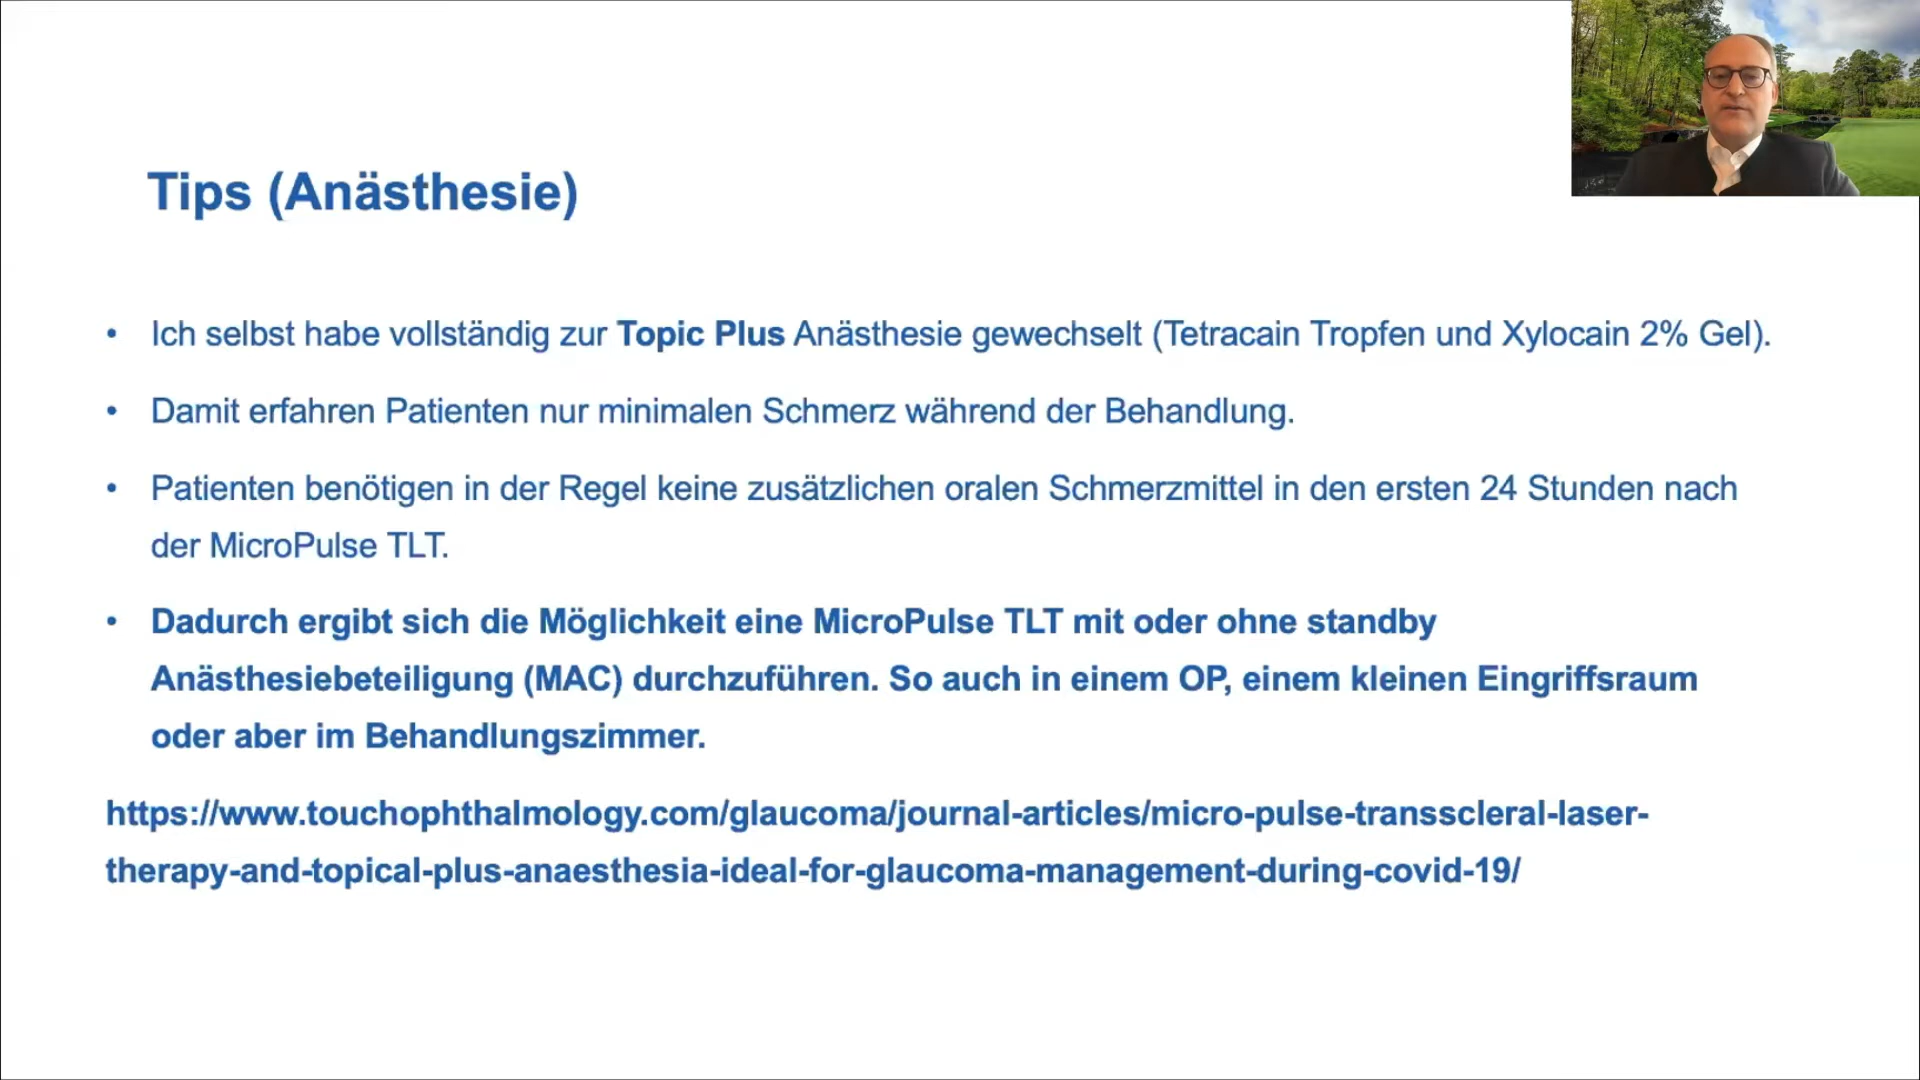 Tips (Anästhesie)
• Ich selbst habe vollständig zur Topic Plus Anästhesie gewechselt (Tetracain Tropfen und Xylocain 2% Gel).
• Damit erfahren Patienten nur minimalen Schmerz während der Behandlung.
• Patienten benötigen in der Regel keine zusätzlichen oralen Schmerzmittel in den ersten 24 Stunden nach
der MicroPulse TLT.
• Dadurch ergibt sich die Möglichkeit eine MicroPulse TLT mit oder ohne standby
Anästhesiebeteiligung (MAC) durchzuführen. So auch in einem OP, einem kleinen Eingriffsraum
oder aber im Behandlungszimmer.
https://www.touchophthalmology.com/glaucoma/journal-articles/micro-pulse-transscleral-laser-
therapy-and-topical-plus-anaesthesia-ideal-for-glaucoma-management-during-covid-19/